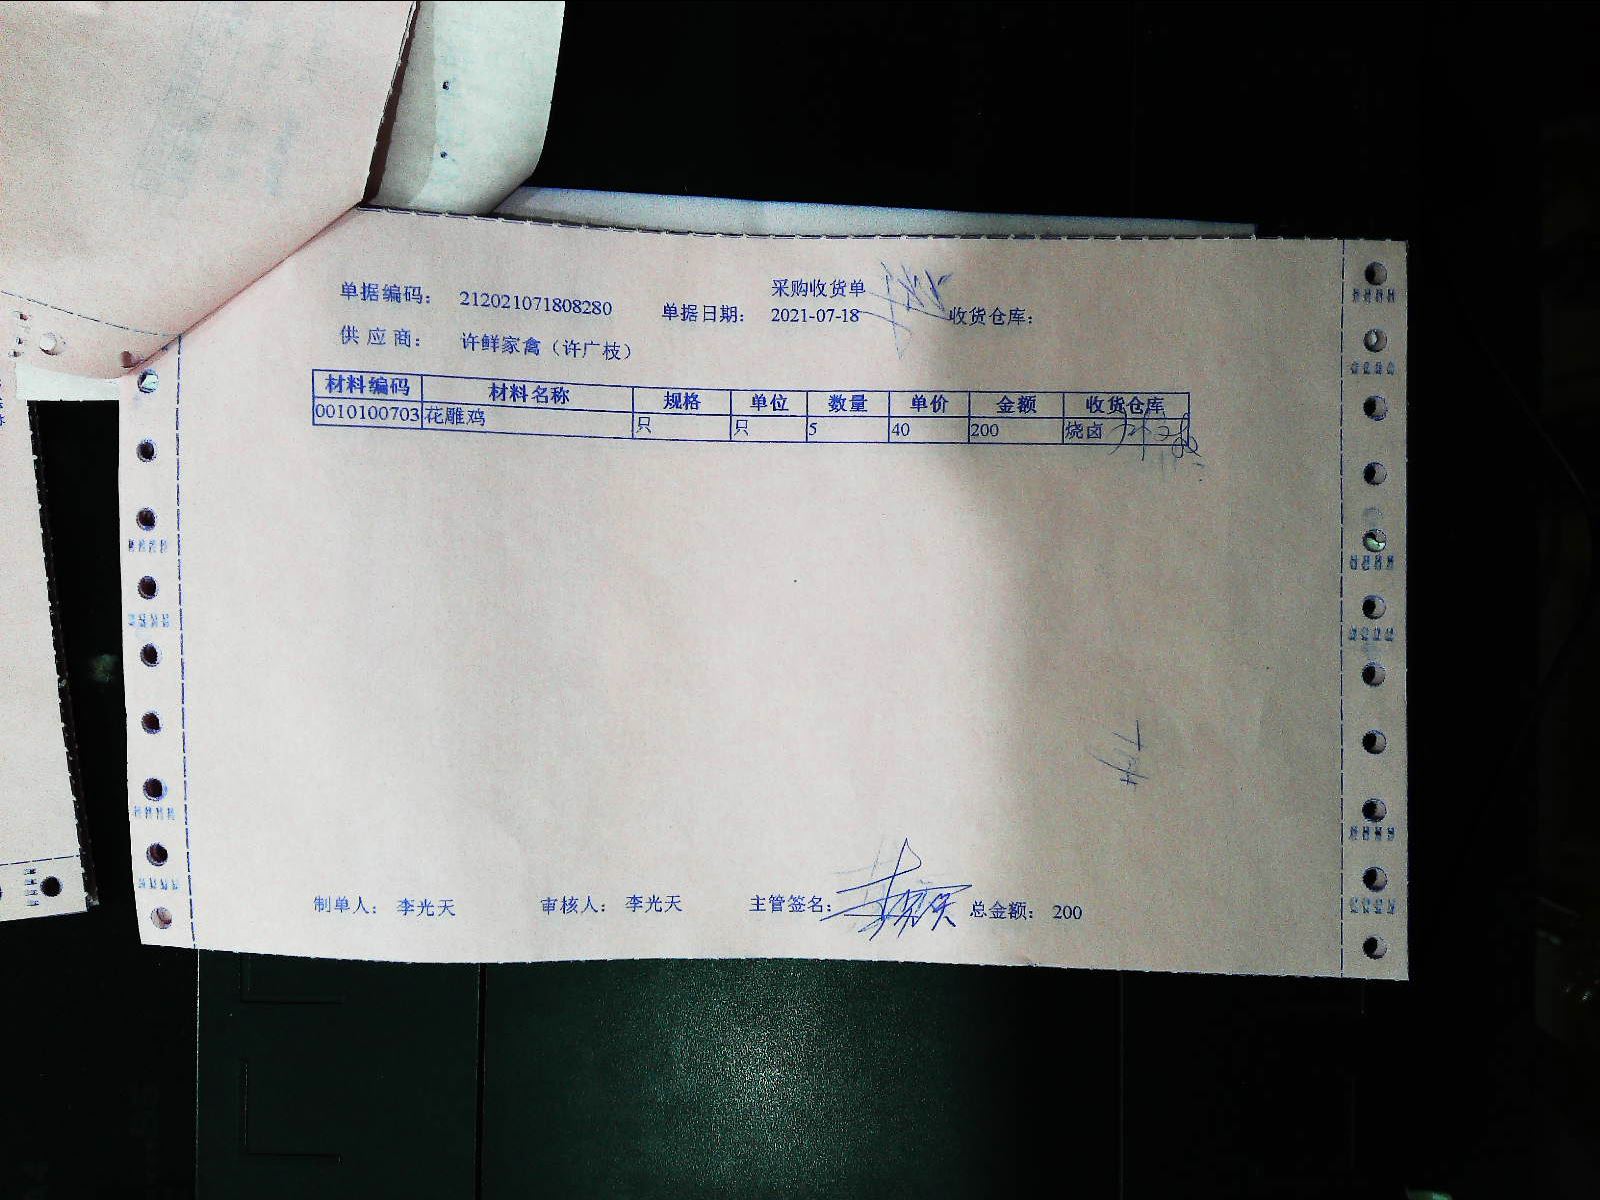 采购收货单
单据编码： 212021071808280 单据日期： 2021-07-18 收货仓库：
供 应 商： 许鲜家禽（许广枝）
材料编码 材料名称 规格 单位 数量 单价 金额 收货仓库
0010100703 花雕鸡 只 只 5 40 200 烧卤
制单人： 李光天 审核人： 李光天 主管签名： 总金额： 200